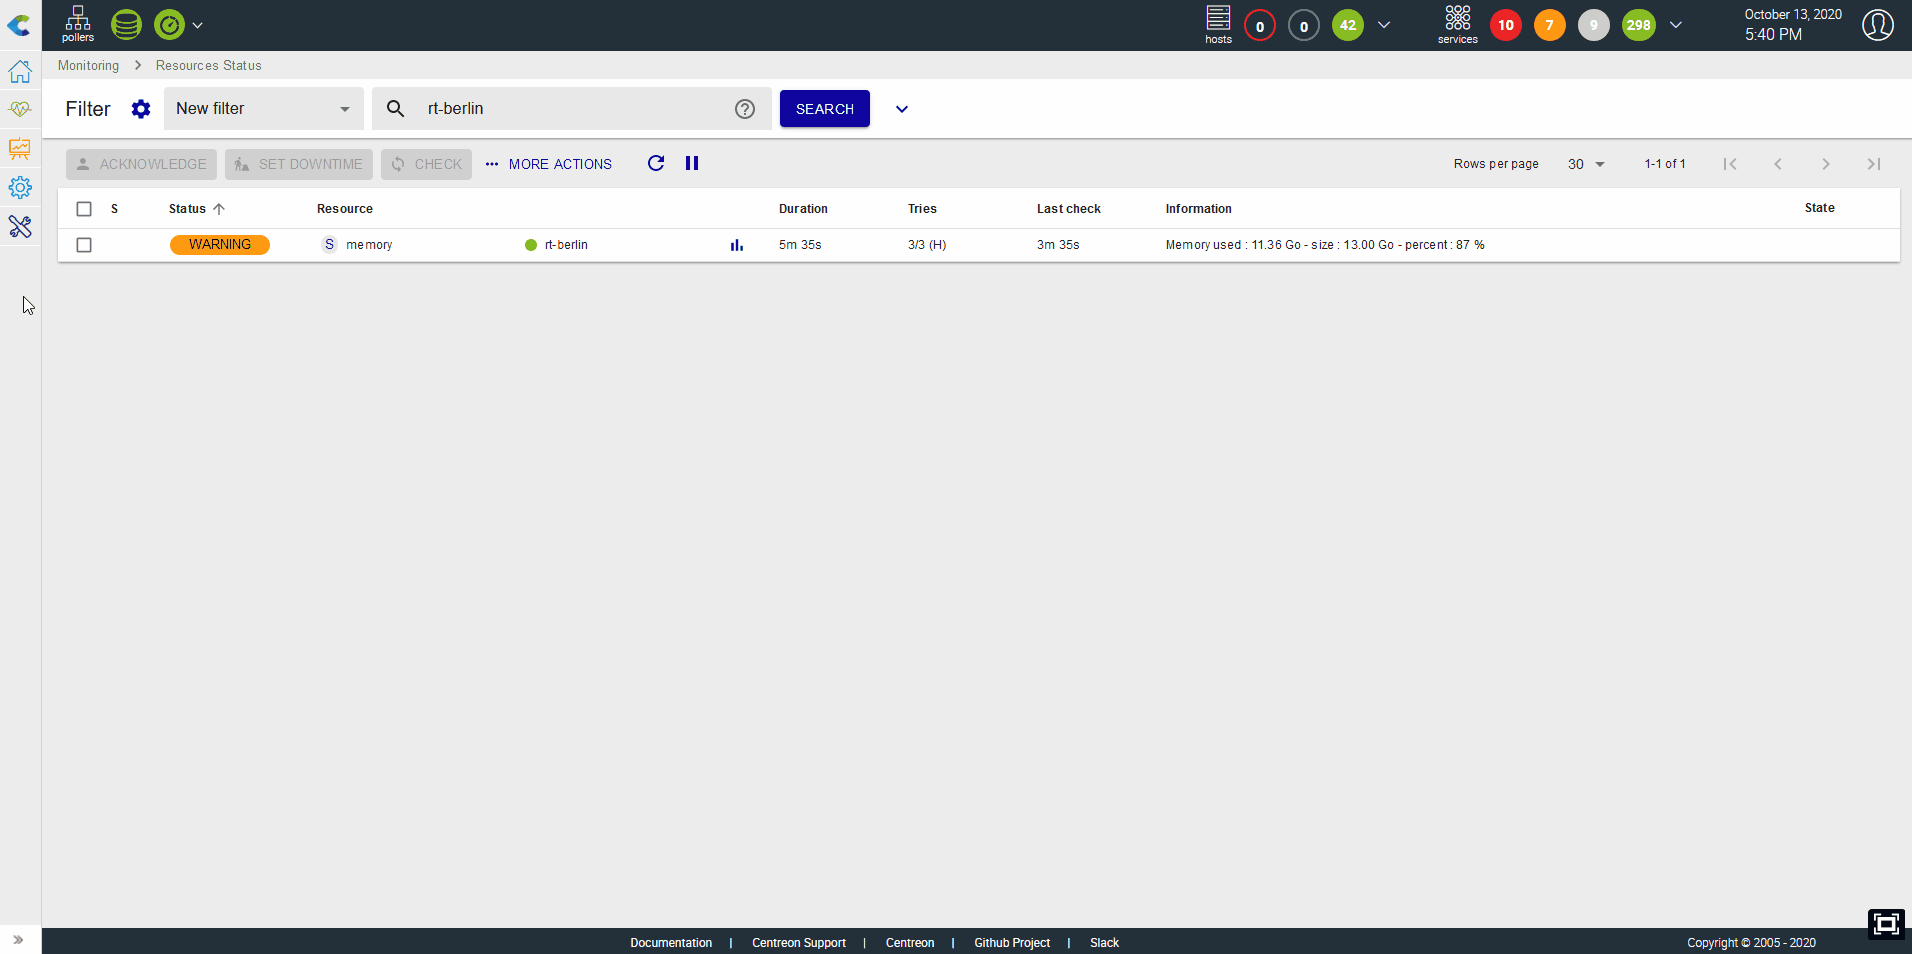 pollers
hosts 0 0 42
services 10 7 9 298
October 13, 2020
5:40 PM
Monitoring Resources Status
Filter New filter rt-berlin ? SEARCH
ACKNOWLEDGE SET DOWNTIME CHECK MORE ACTIONS Rows per page 30 1-1 of 1
S Status Resource Duration Tries Last check Information State
WARNING S memory rt-berlin 5m 35s 3/3 (H) 3m 35s Memory used : 11.36 Go - size : 13.00 Go - percent : 87 %
Documentation | Centreon Support | Centreon | Github Project | Slack Copyright © 2005 - 2020